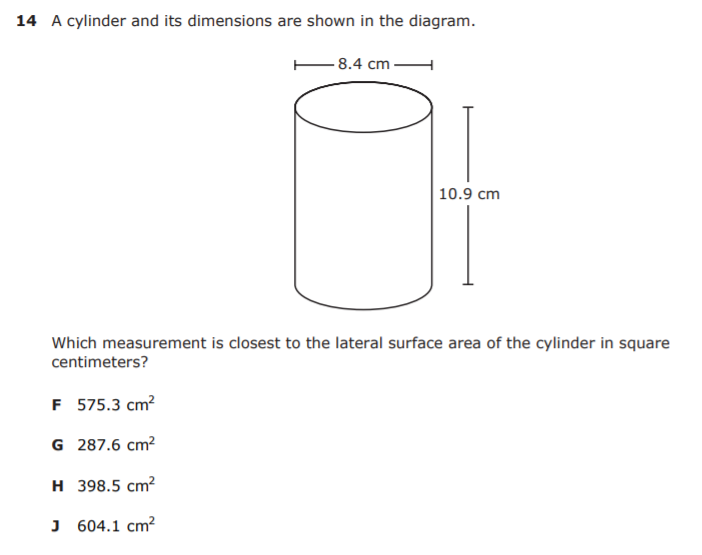 14 A cylinder and its dimensions are shown in the diagram.
8.4 cm
10.9 cm
Which measurement is closest to the lateral surface area of the cylinder in square
centimeters?
F 575.3 cm²
G 287.6 cm²
H 398.5 cm²
J 604.1 cm²